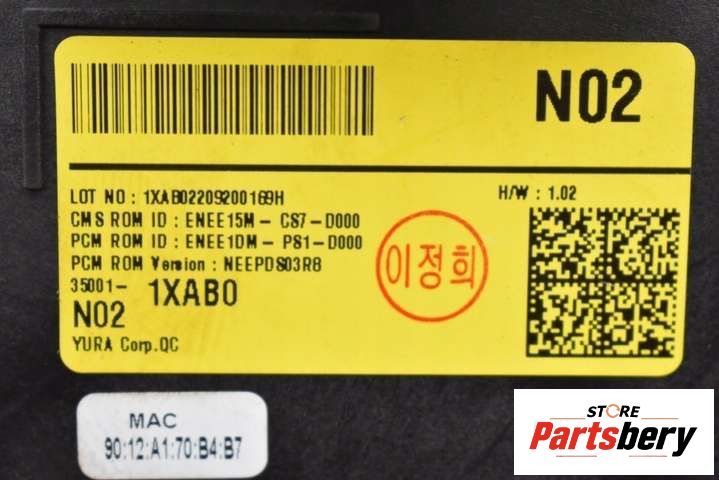 N02
LOT NO : 1XAB02209200169H
H/W : 1.02
CMS ROM ID : ENEE15M - CS7-D000
PCM ROM ID : ENEE1DM - PS1-D000
PCM ROM Version : NEEPDS03R8
35001- 1XAB0
N02
YURA Corp.QC
이정희
MAC
90:12:A1:70:B4:B7
STORE
Partsbery